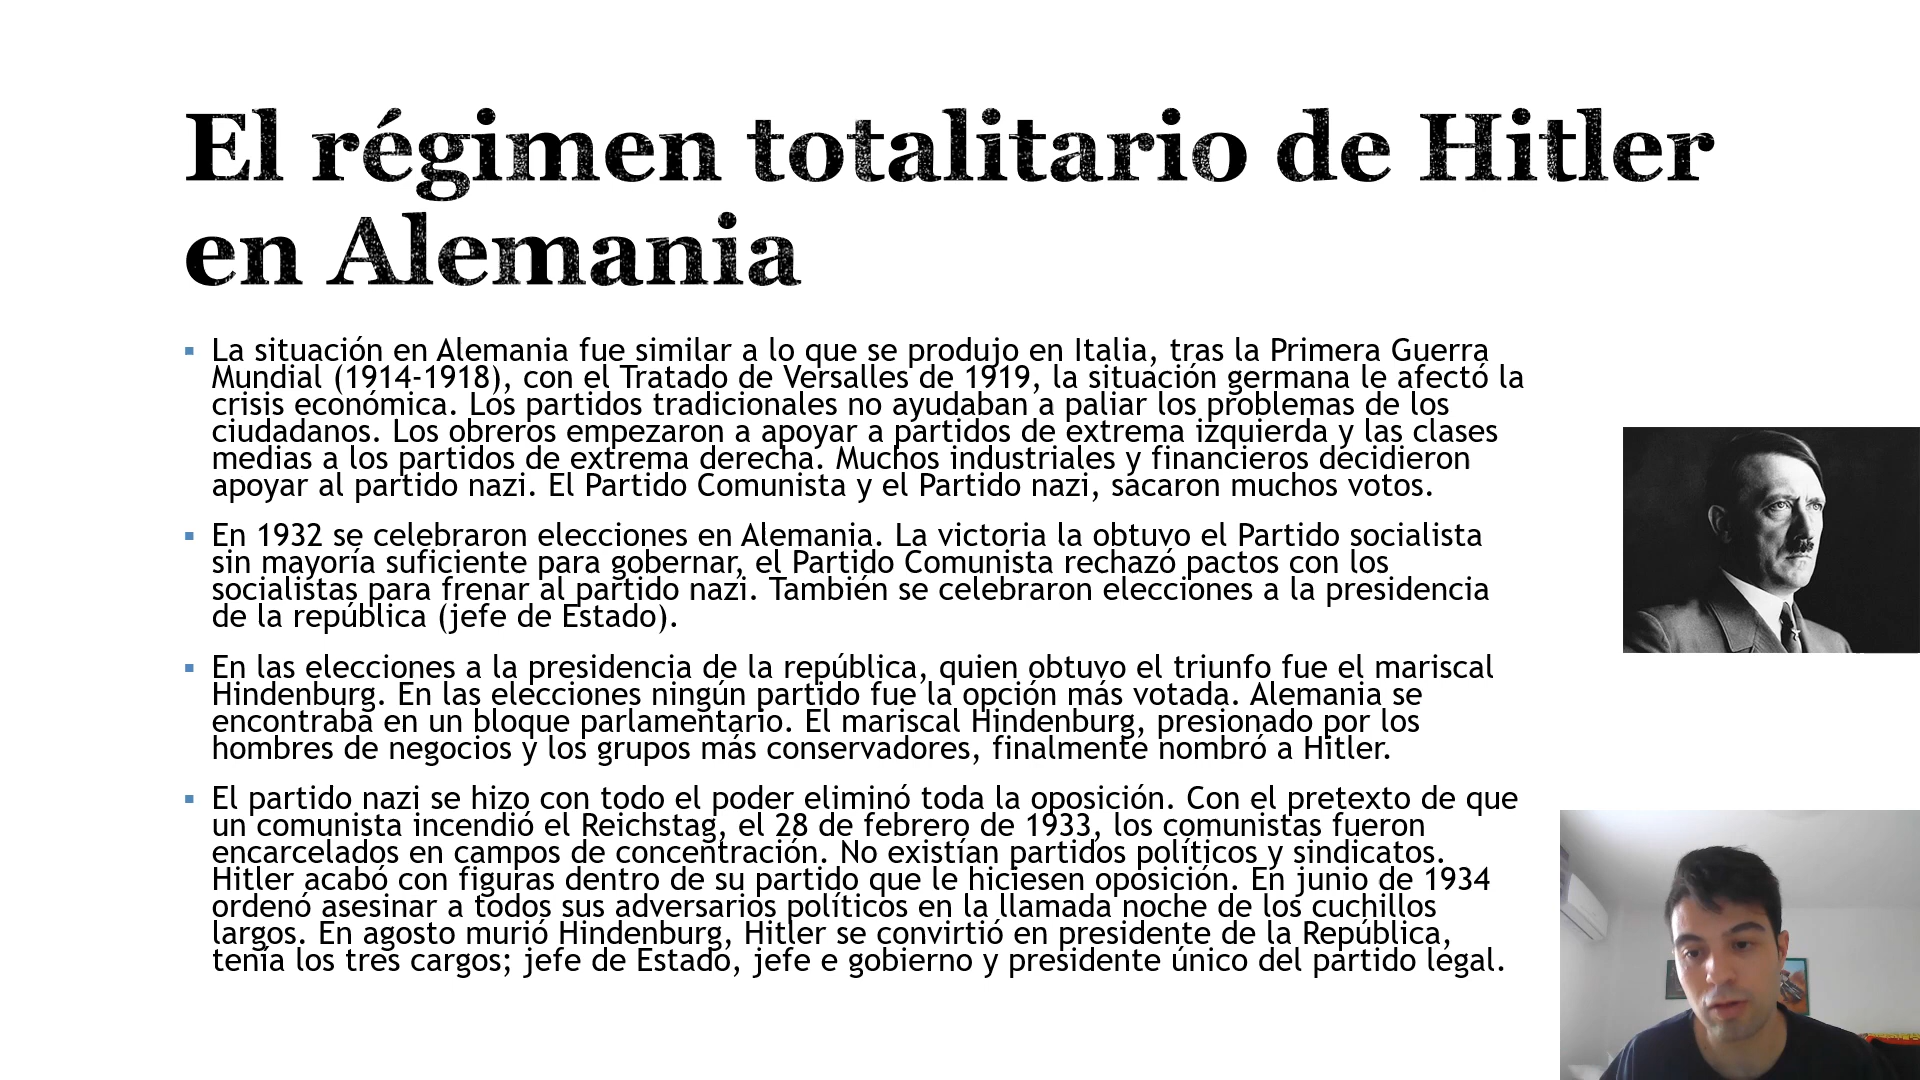 El régimen totalitario de Hitler
en Alemania
▪ La situación en Alemania fue similar a lo que se produjo en Italia, tras la Primera Guerra
Mundial (1914-1918), con el Tratado de Versalles de 1919, la situación germana le afectó la
crisis económica. Los partidos tradicionales no ayudaban a paliar los problemas de los
ciudadanos. Los obreros empezaron a apoyar a partidos de extrema izquierda y las clases
medias a los partidos de extrema derecha. Muchos industriales y financieros decidieron
apoyar al partido nazi. El Partido Comunista y el Partido nazi, sacaron muchos votos.
▪ En 1932 se celebraron elecciones en Alemania. La victoria la obtuvo el Partido socialista
sin mayoría suficiente para gobernar, el Partido Comunista rechazó pactos con los
socialistas para frenar al partido nazi. También se celebraron elecciones a la presidencia
de la república (jefe de Estado).
▪ En las elecciones a la presidencia de la república, quien obtuvo el triunfo fue el mariscal
Hindenburg. En las elecciones ningún partido fue la opción más votada. Alemania se
encontraba en un bloque parlamentario. El mariscal Hindenburg, presionado por los
hombres de negocios y los grupos más conservadores, finalmente nombró a Hitler.
▪ El partido nazi se hizo con todo el poder eliminó toda la oposición. Con el pretexto de que
un comunista incendió el Reichstag, el 28 de febrero de 1933, los comunistas fueron
encarcelados en campos de concentración. No existían partidos políticos y sindicatos.
Hitler acabó con figuras dentro de su partido que le hiciesen oposición. En junio de 1934
ordenó asesinar a todos sus adversarios políticos en la llamada noche de los cuchillos
largos. En agosto murió Hindenburg, Hitler se convirtió en presidente de la República,
tenía los tres cargos; jefe de Estado, jefe e gobierno y presidente único del partido legal.